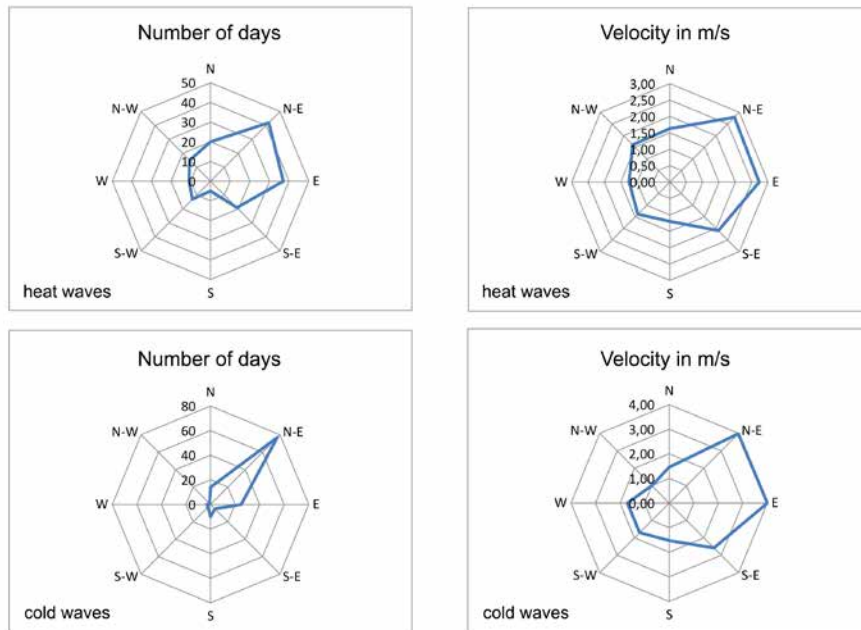 Number of days
N
50
40
30
20
10
0
N-E
E
S-E
S
S-W
W
N-W
heat waves
Velocity in m/s
N
3,00
2,50
2,00
1,50
1,00
0,50
0,00
N-E
E
S-E
S
S-W
W
N-W
heat waves
Number of days
N
80
60
40
20
0
N-E
E
S-E
S
S-W
W
N-W
cold waves
Velocity in m/s
N
4,00
3,00
2,00
1,00
0,00
N-E
E
S-E
S
S-W
W
N-W
cold waves